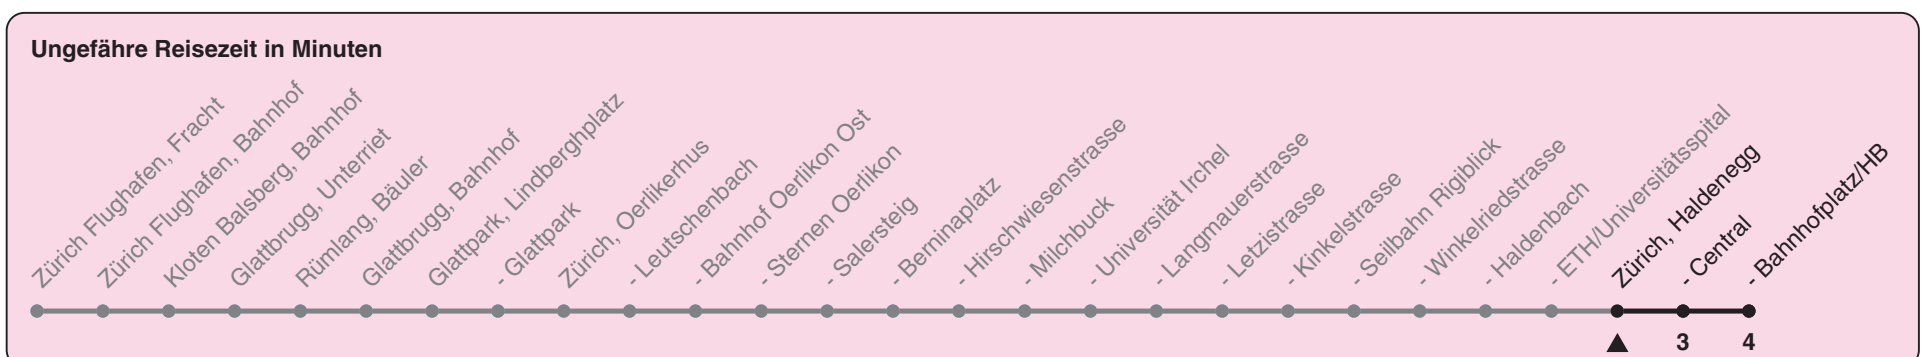 Ungefähre Reisezeit in Minuten
Zürich Flughafen, Fracht
Zürich Flughafen, Bahnhof
Kloten Balsberg, Bahnhof
Glattbrugg, Unterriet
Rümlang, Bäuler
Glattbrugg, Bahnhof
Glattpark, Lindberghplatz
- Glattpark
Zürich, Oerlikerhus
- Leutschenbach
- Bahnhof Oerlikon Ost
- Sternen Oerlikon
- Salersteig
- Berninaplatz
- Hirschwiesenstrasse
- Milchbuck
- Universität Irchel
- Langmauerstrasse
- Letzistrasse
- Kinkelstrasse
- Seilbahn Rigiblick
- Winkelriedstrasse
- Haldenbach
- ETH/Universitätsspital
Zürich, Haldenegg
- Central
- Bahnhofplatz/HB
3 4